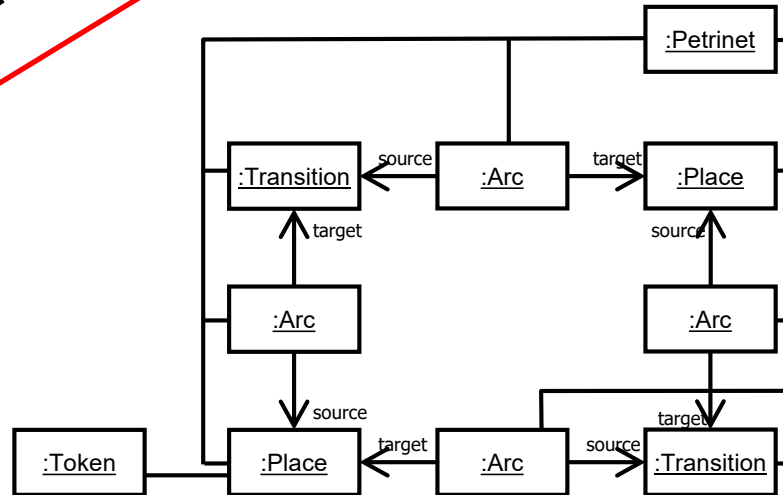 :Petrinet
source
target
:Transition
:Arc
:Place
target
source
:Arc
:Arc
source
target
:Token
:Place
target
:Arc
source
:Transition